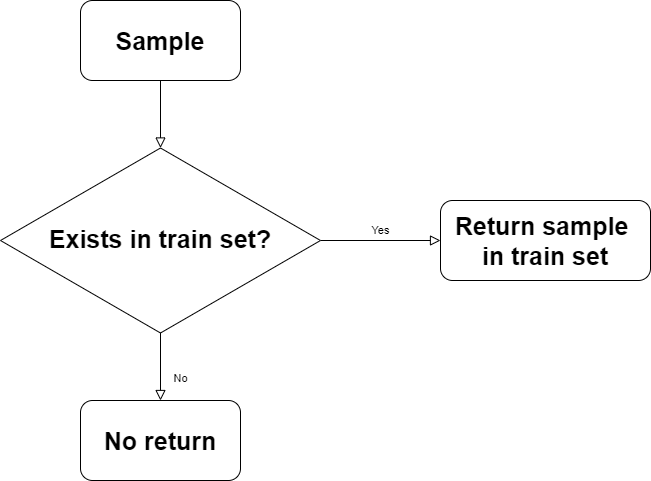 Sample
Exists in train set?
Yes
Return sample
in train set
No
No return